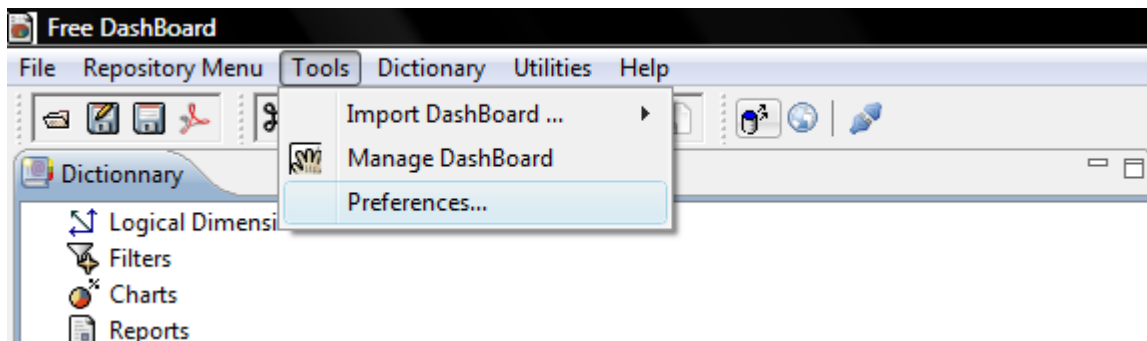 Free DashBoard
File Repository Menu Tools Dictionary Utilities Help
Import DashBoard ...
Manage DashBoard
Preferences...
Dictionnary
Logical Dimensi
Filters
Charts
Reports